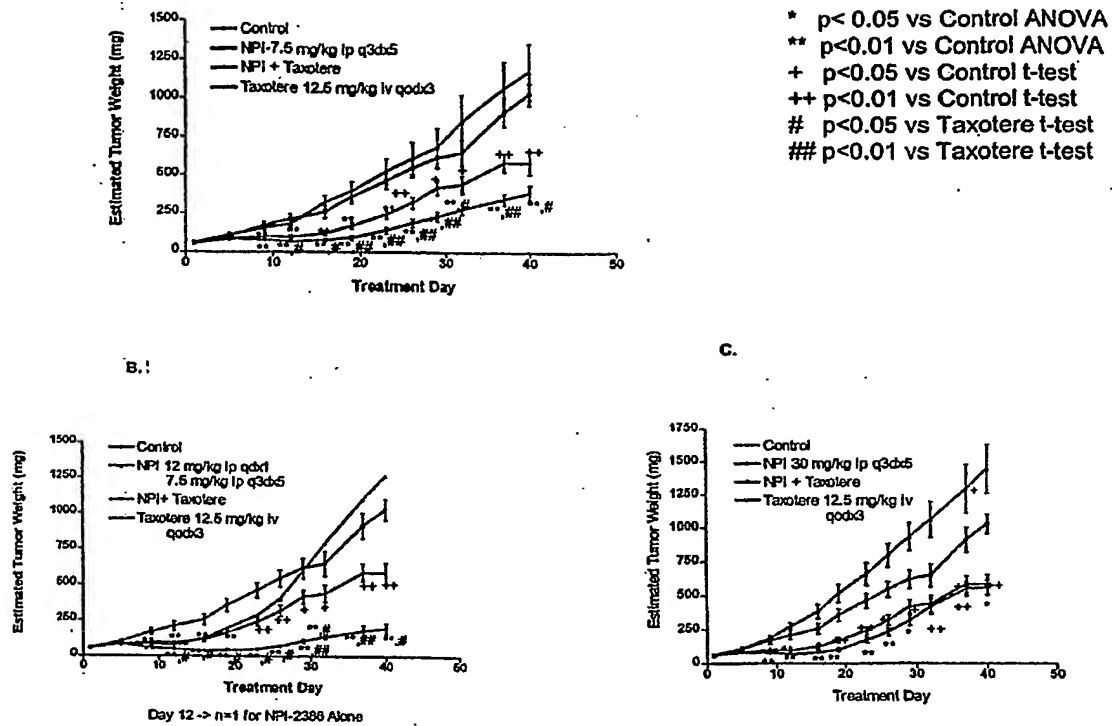 1500
1250
1000
750
500
250
0
Estimated Tumor Weight (mg)
Control
NPI-7.5 mg/kg ip q3dx5
NPI + Taxotere
Taxotere 12.5 mg/kg iv qodx3
0 10 20 30 40 50
Treatment Day
* p< 0.05 vs Control ANOVA
** p<0.01 vs Control ANOVA
+ p<0.05 vs Control t-test
++ p<0.01 vs Control t-test
# p<0.05 vs Taxotere t-test
## p<0.01 vs Taxotere t-test
B.
1500
1250
1000
750
500
250
0
Estimated Tumor Weight (mg)
Control
NPI 12 mg/kg ip qdx1
7.5 mg/kg ip q3dx5
NPI+ Taxotere
Taxotere 12.5 mg/kg iv
qodx3
0 10 20 30 40 50
Treatment Day
Day 12 -> n=1 for NPI-2386 Alone
C.
1750
1500
1250
1000
750
500
250
0
Estimated Tumor Weight (mg)
Control
NPI 30 mg/kg ip q3dx5
NPI + Taxotere
Taxotere 12.5 mg/kg iv
qodx3
0 10 20 30 40 50
Treatment Day